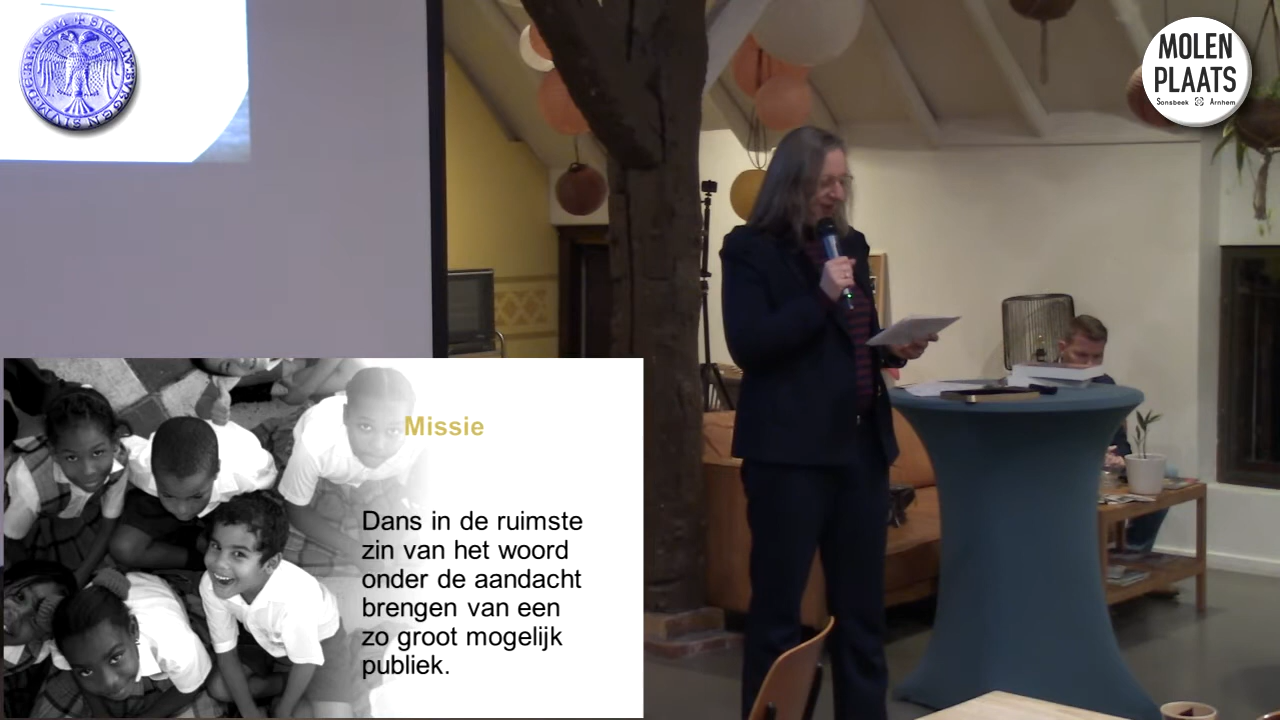 MOLEN
PLAATS
Sonsbeek Arnhem
Missie
Dans in de ruimste
zin van het woord
onder de aandacht
brengen van een
zo groot mogelijk
publiek.